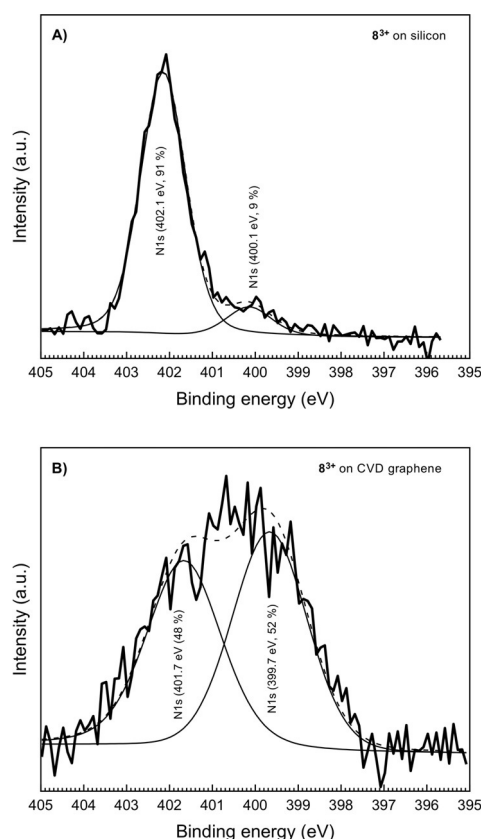 A)
8³⁺ on silicon
Intensity (a.u.)
N1s (402.1 eV, 91 %)
N1s (400.1 eV, 9 %)
405 404 403 402 401 400 399 398 397 396 395
Binding energy (eV)
B)
8³⁺ on CVD graphene
Intensity (a.u.)
N1s (401.7 eV (48 %)
N1s (399.7 eV, 52 %)
405 404 403 402 401 400 399 398 397 396 395
Binding energy (eV)